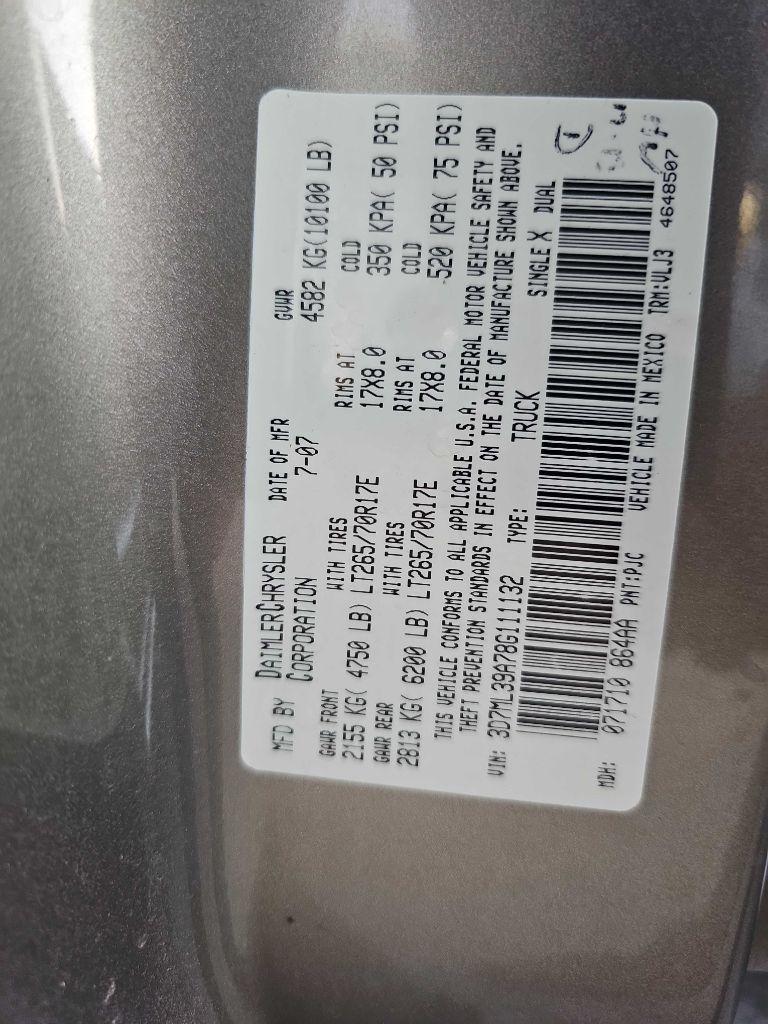 MFD BY DAIMLERCHRYSLER CORPORATION DATE OF MFR 7-07 GVWR 4582 KG(10100 LB)
GAWR FRONT WITH TIRES RIMS AT COLD
2155 KG( 4750 LB) LT265/70R17E 17X8.0 350 KPA( 50 PSI)
GAWR REAR WITH TIRES RIMS AT COLD
2813 KG( 6200 LB) LT265/70R17E 17X8.0 520 KPA( 75 PSI)
THIS VEHICLE CONFORMS TO ALL APPLICABLE U.S.A. FEDERAL MOTOR VEHICLE SAFETY AND
THEFT PREVENTION STANDARDS IN EFFECT ON THE DATE OF MANUFACTURE SHOWN ABOVE.
VIN: 3D7ML39A78G111132 TYPE: TRUCK SINGLE X DUAL
MDH: 071710 864AA PNT:PJC VEHICLE MADE IN MEXICO TRM:VLJ3 4648507